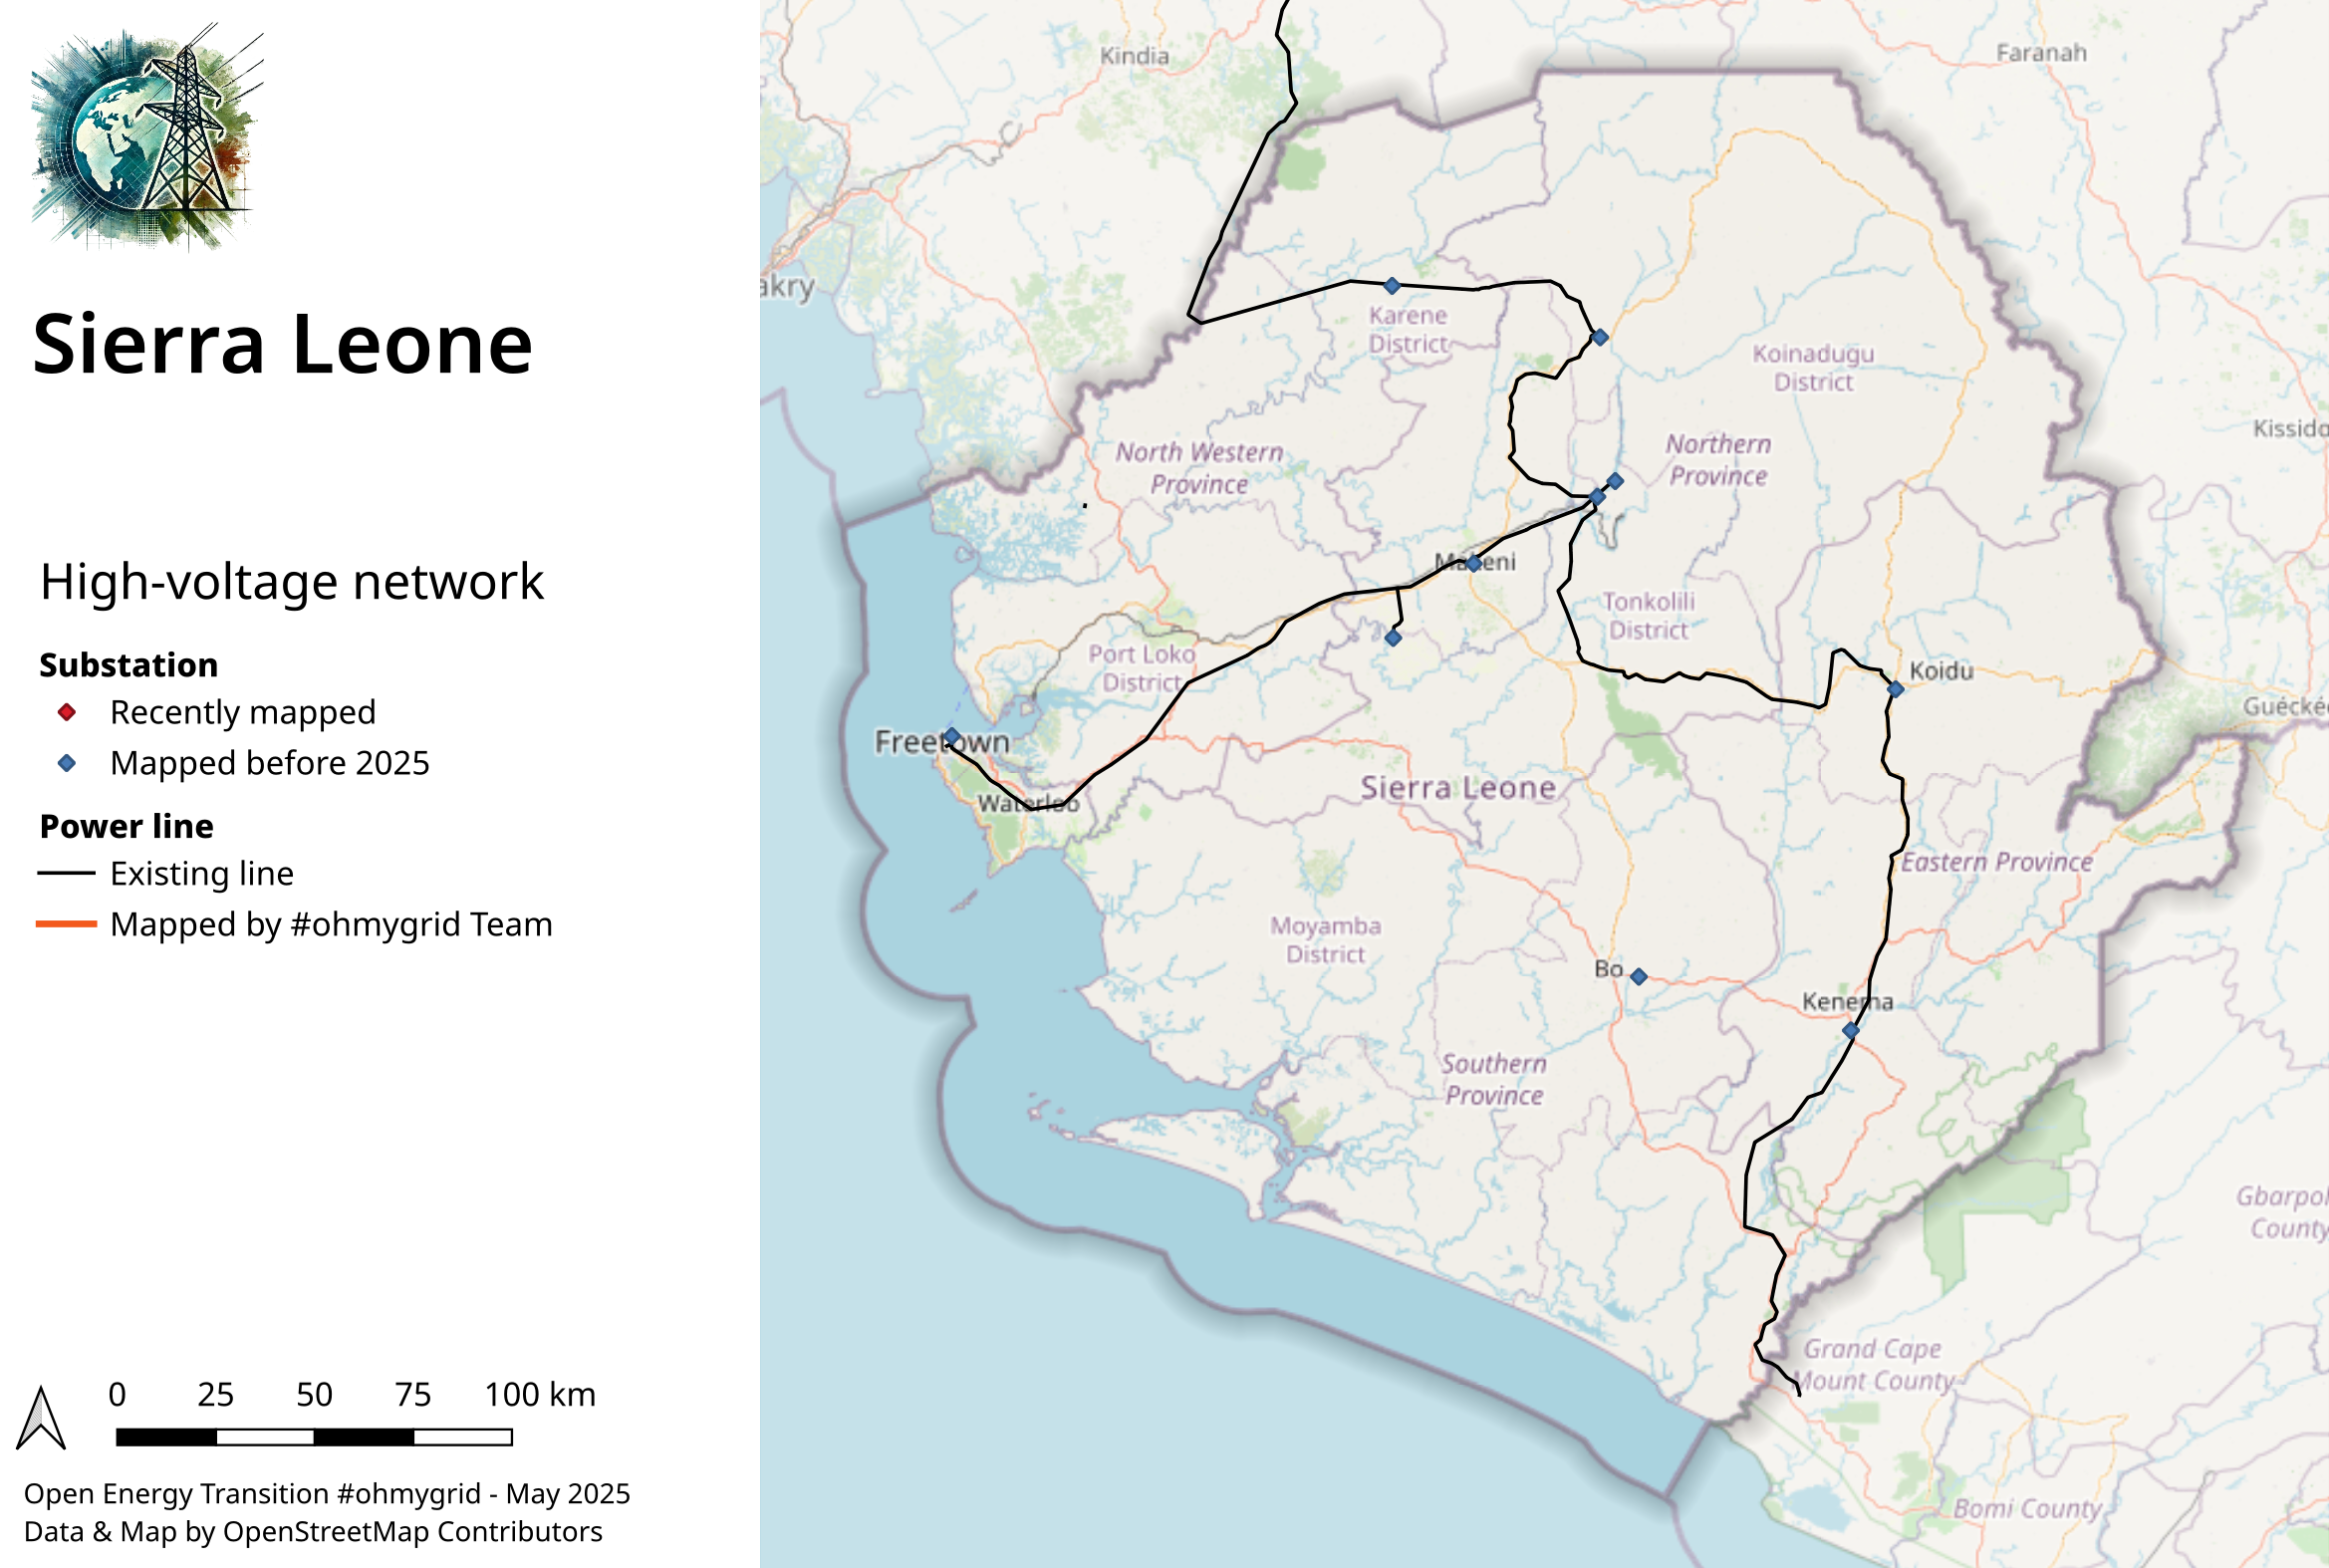 Sierra Leone
High-voltage network
Substation
Recently mapped
Mapped before 2025
Power line
Existing line
Mapped by #ohmygrid Team
0 25 50 75 100 km
Open Energy Transition #ohmygrid - May 2025
Data & Map by OpenStreetMap Contributors
Kindia
Faranah
akry
Karene
District
Koinadugu
District
Kissido
North Western
Province
Northern
Province
Makeni
Tonkolili
District
Port Loko
District
Koidu
Guéckéd
Freetown
Waterloo
Sierra Leone
Eastern Province
Moyamba
District
Bo
Kenema
Southern
Province
Gbarpol
County
Grand Cape
Mount County
Bomi County